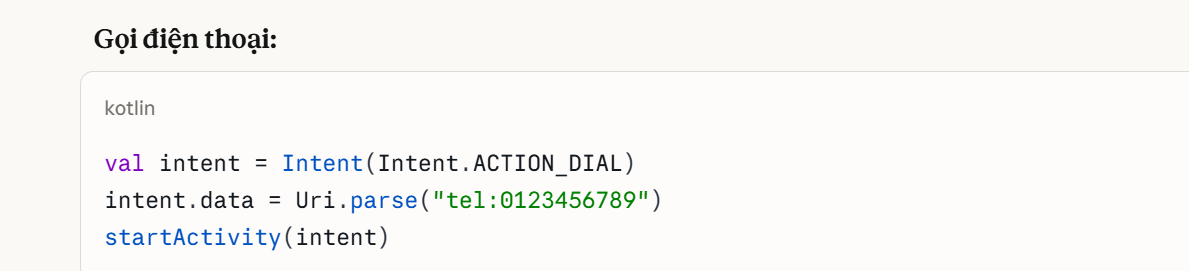 Gọi điện thoại:
kotlin
val intent = Intent(Intent.ACTION_DIAL)
intent.data = Uri.parse("tel:0123456789")
startActivity(intent)